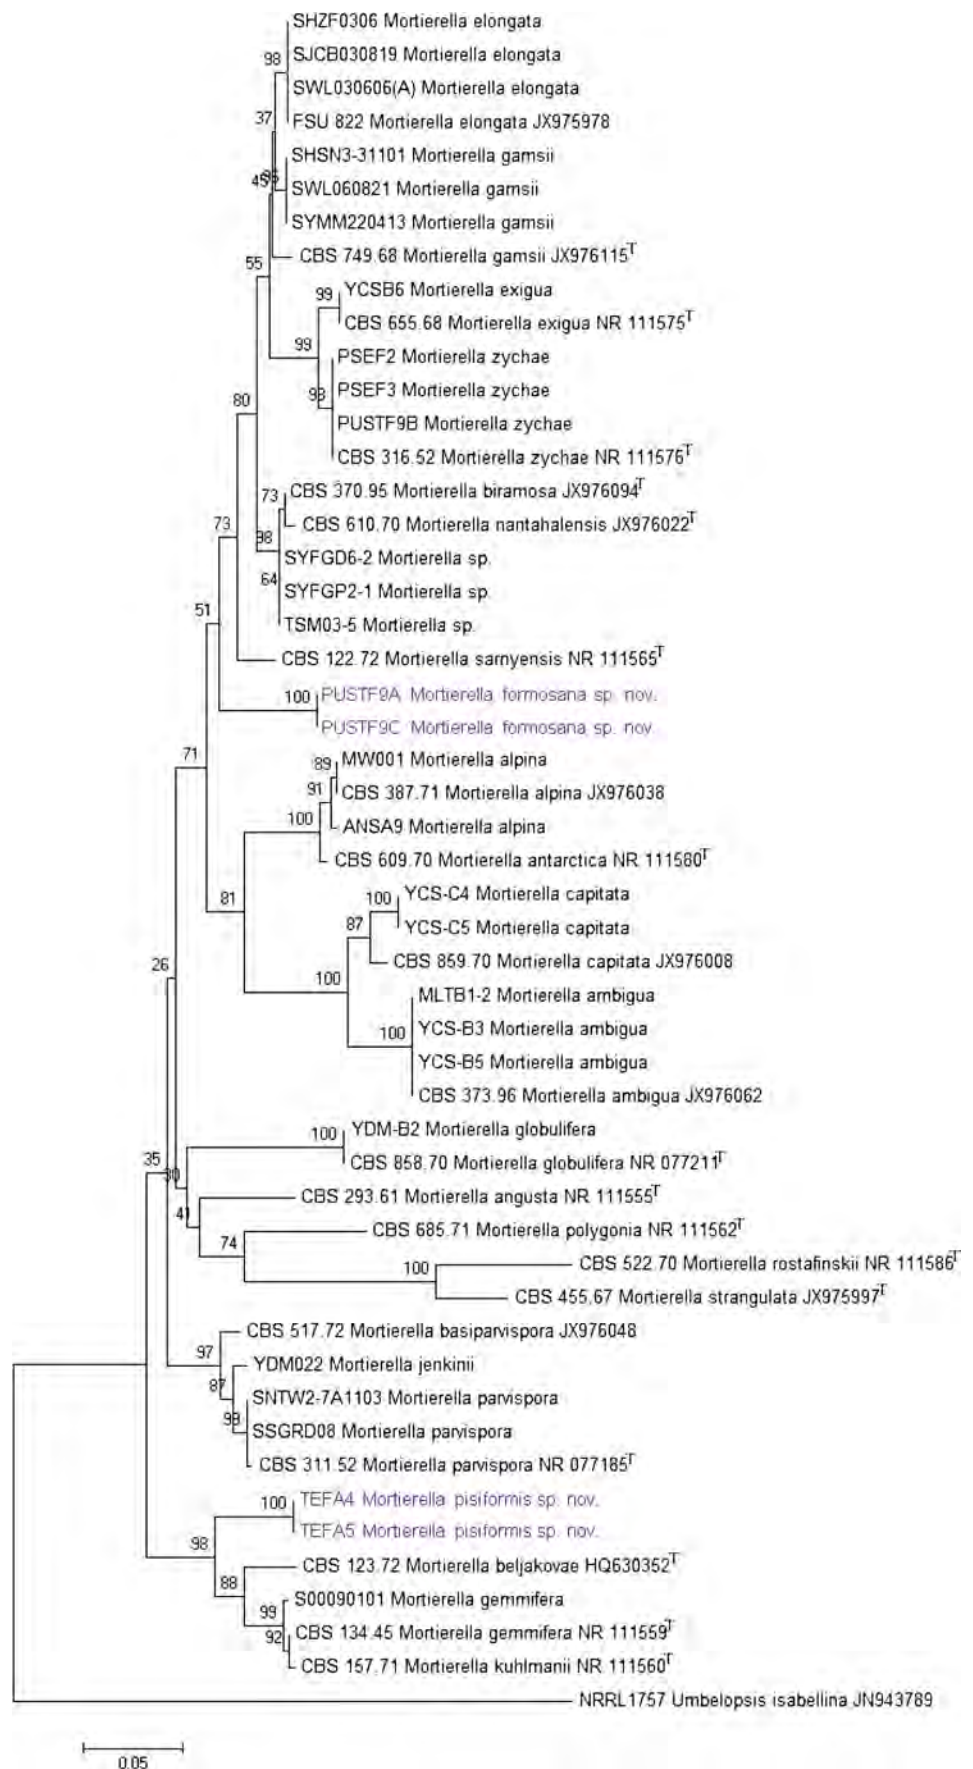 SHZF0306 Mortierella elongata
SJCB030819 Mortierella elongata
98
SWL030606(A) Mortierella elongata
37
FSU 822 Mortierella elongata JX975978
SHSN3-31101 Mortierella gamsii
45
SWL060821 Mortierella gamsii
SYMM220413 Mortierella gamsii
CBS 749.68 Mortierella gamsii JX976115T
55
99
YCSB6 Mortierella exigua
CBS 655.68 Mortierella exigua NR 111575T
99
PSEF2 Mortierella zychae
PSEF3 Mortierella zychae
80
PUSTF9B Mortierella zychae
CBS 316.52 Mortierella zychae NR 111576T
73
CBS 370.95 Mortierella biramosa JX976094T
73
CBS 610.70 Mortierella nantahalensis JX976022T
98
SYFGD6-2 Mortierella sp.
64
SYFGP2-1 Mortierella sp.
51
TSM03-5 Mortierella sp.
CBS 122.72 Mortierella sarnyensis NR 111565T
100
PUSTF9A Mortierella formosana sp. nov.
PUSTF9C Mortierella formosana sp. nov.
71
89
MW001 Mortierella alpina
91
CBS 387.71 Mortierella alpina JX976038
100
ANSA9 Mortierella alpina
CBS 609.70 Mortierella antarctica NR 111580T
81
100
YCS-C4 Mortierella capitata
87
YCS-C5 Mortierella capitata
CBS 859.70 Mortierella capitata JX976008
26
100
MLTB1-2 Mortierella ambigua
100
YCS-B3 Mortierella ambigua
YCS-B5 Mortierella ambigua
CBS 373.96 Mortierella ambigua JX976062
100
YDM-B2 Mortierella globulifera
35
CBS 858.70 Mortierella globulifera NR 077211T
30
CBS 293.61 Mortierella angusta NR 111555T
41
CBS 685.71 Mortierella polygonia NR 111562T
74
100
CBS 522.70 Mortierella rostafinskii NR 111586T
CBS 455.67 Mortierella strangulata JX975997T
CBS 517.72 Mortierella basiparvispora JX976048
97
YDM022 Mortierella jenkinii
87
SNTW2-7A1103 Mortierella parvispora
SSGRD08 Mortierella parvispora
CBS 311.52 Mortierella parvispora NR 077185T
100
TEFA4 Mortierella pisiformis sp. nov.
TEFA5 Mortierella pisiformis sp. nov.
98
CBS 123.72 Mortierella beljakovae HQ630352T
88
S00090101 Mortierella gemmifera
99
CBS 134.45 Mortierella gemmifera NR 111559T
92
CBS 157.71 Mortierella kuhlmanii NR 111560T
NRRL1757 Umbelopsis isabellina JN943789
0.05